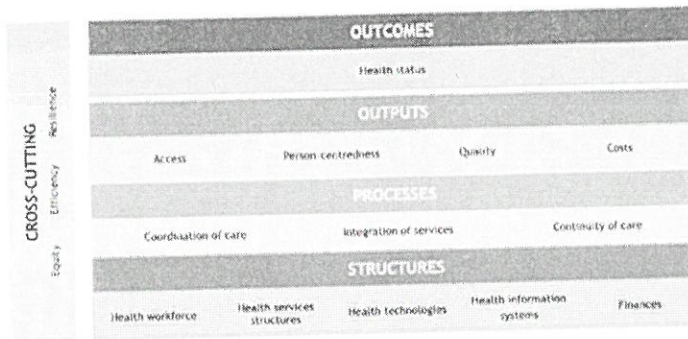 CROSS-CUTTING
Equity Efficiency Resilience
OUTCOMES
Health status
OUTPUTS
Access Person-centredness Quality Costs
PROCESSES
Coordination of care Integration of services Continuity of care
STRUCTURES
Health workforce Health services structures Health technologies Health information systems Finances